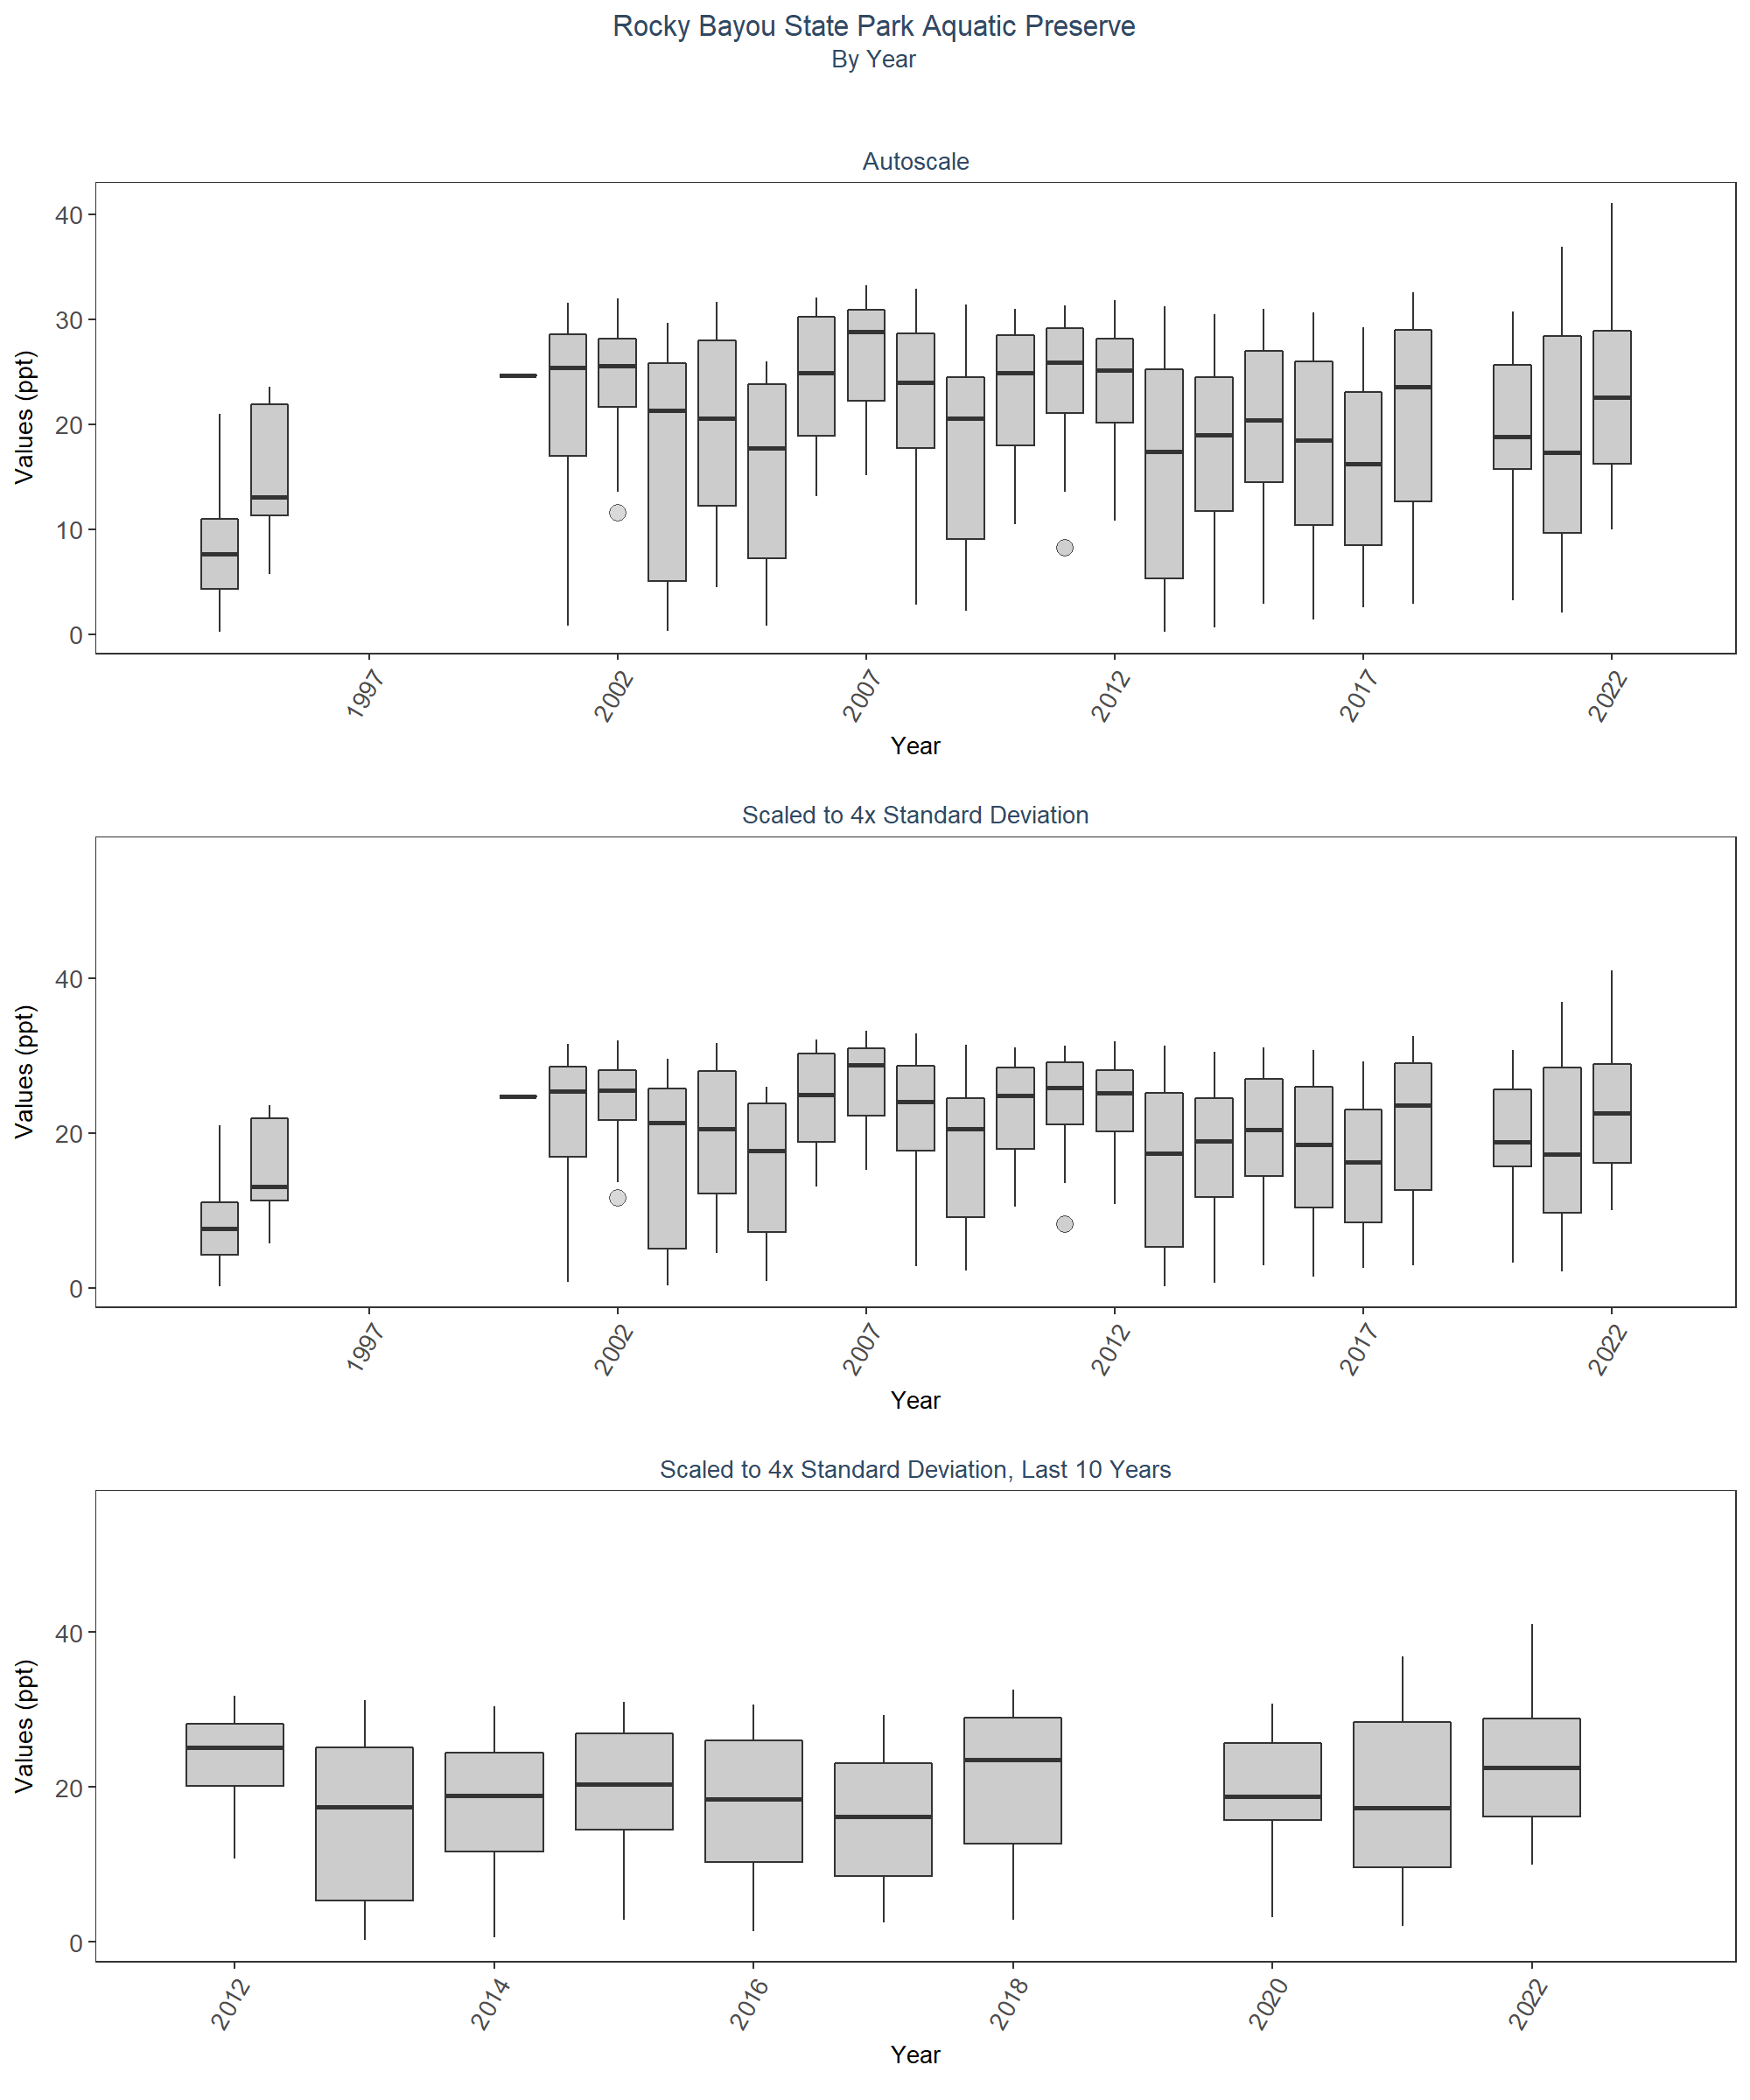 Rocky Bayou State Park Aquatic Preserve
By Year
Autoscale
Values (ppt)
40
30
20
10
0
1997 2002 2007 2012 2017 2022
Year
Scaled to 4x Standard Deviation
Values (ppt)
40
20
0
1997 2002 2007 2012 2017 2022
Year
Scaled to 4x Standard Deviation, Last 10 Years
Values (ppt)
40
20
0
2012 2014 2016 2018 2020 2022
Year